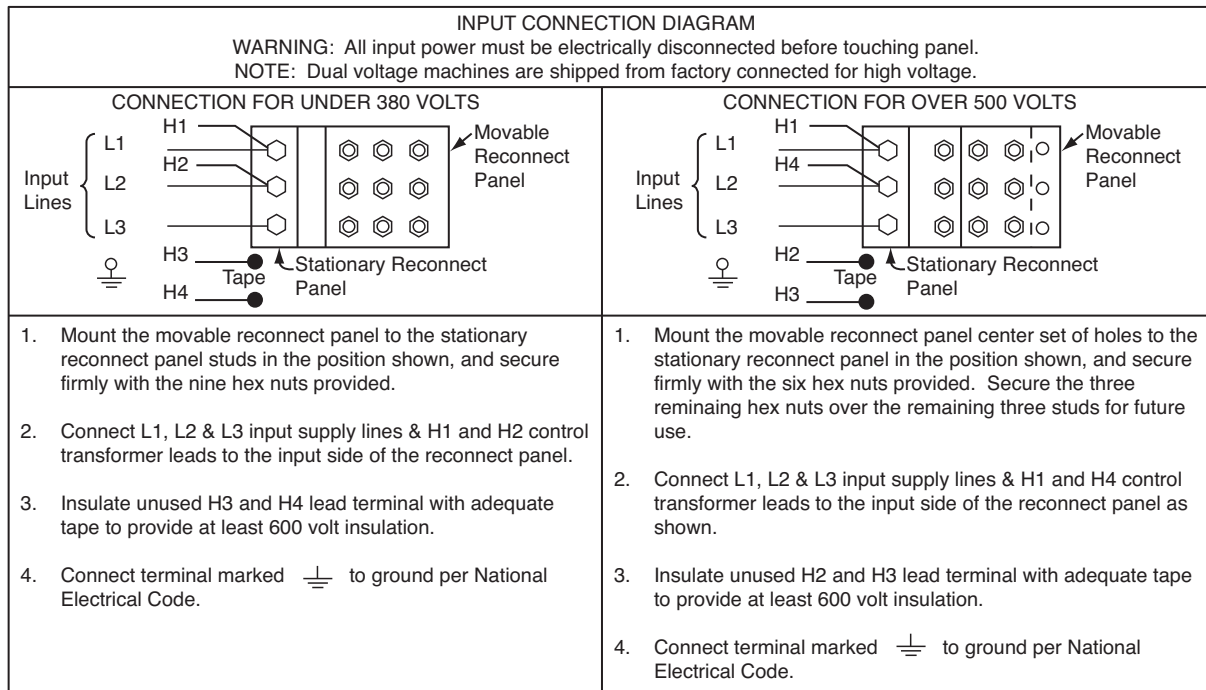 INPUT CONNECTION DIAGRAM
WARNING: All input power must be electrically disconnected before touching panel.
NOTE: Dual voltage machines are shipped from factory connected for high voltage.
CONNECTION FOR UNDER 380 VOLTS
H1
L1
H2
Input
Lines
L2
L3
H3
Tape
H4
Movable
Reconnect
Panel
Stationary Reconnect
Panel
1. Mount the movable reconnect panel to the stationary
reconnect panel studs in the position shown, and secure
firmly with the nine hex nuts provided.
2. Connect L1, L2 & L3 input supply lines & H1 and H2 control
transformer leads to the input side of the reconnect panel.
3. Insulate unused H3 and H4 lead terminal with adequate
tape to provide at least 600 volt insulation.
4. Connect terminal marked to ground per National
Electrical Code.
CONNECTION FOR OVER 500 VOLTS
H1
L1
H4
Input
Lines
L2
L3
H2
Tape
H3
Movable
Reconnect
Panel
Stationary Reconnect
Panel
1. Mount the movable reconnect panel center set of holes to the
stationary reconnect panel in the position shown, and secure
firmly with the six hex nuts provided. Secure the three
reminaing hex nuts over the remaining three studs for future
use.
2. Connect L1, L2 & L3 input supply lines & H1 and H4 control
transformer leads to the input side of the reconnect panel as
shown.
3. Insulate unused H2 and H3 lead terminal with adequate tape
to provide at least 600 volt insulation.
4. Connect terminal marked to ground per National
Electrical Code.